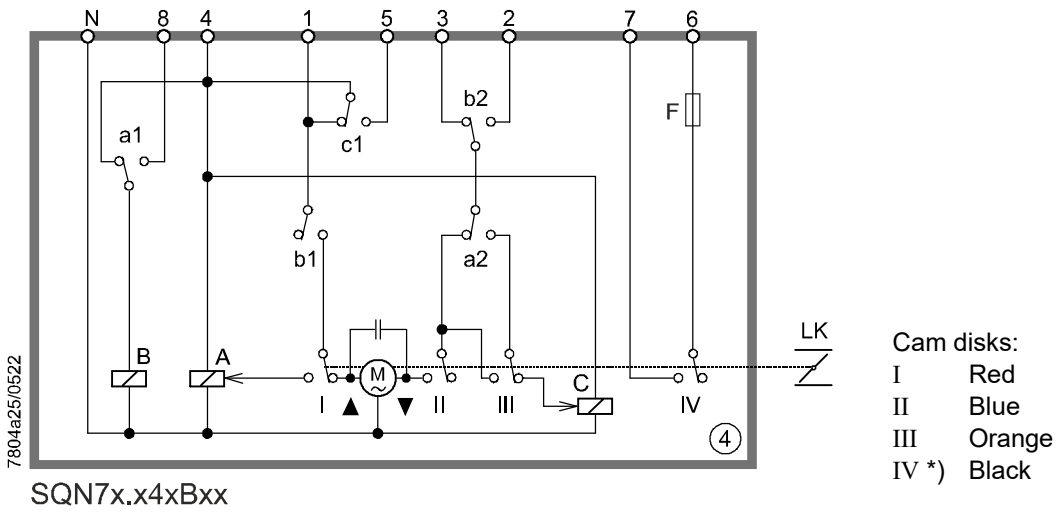 N 8 4 1 5 3 2 7 6
b2
F
a1
c1
b1 a2
LK
B A M C
I ▲ ▼ II III IV
4
7804a25/0522
SQN7x.x4xBxx
Cam disks:
I Red
II Blue
III Orange
IV *) Black